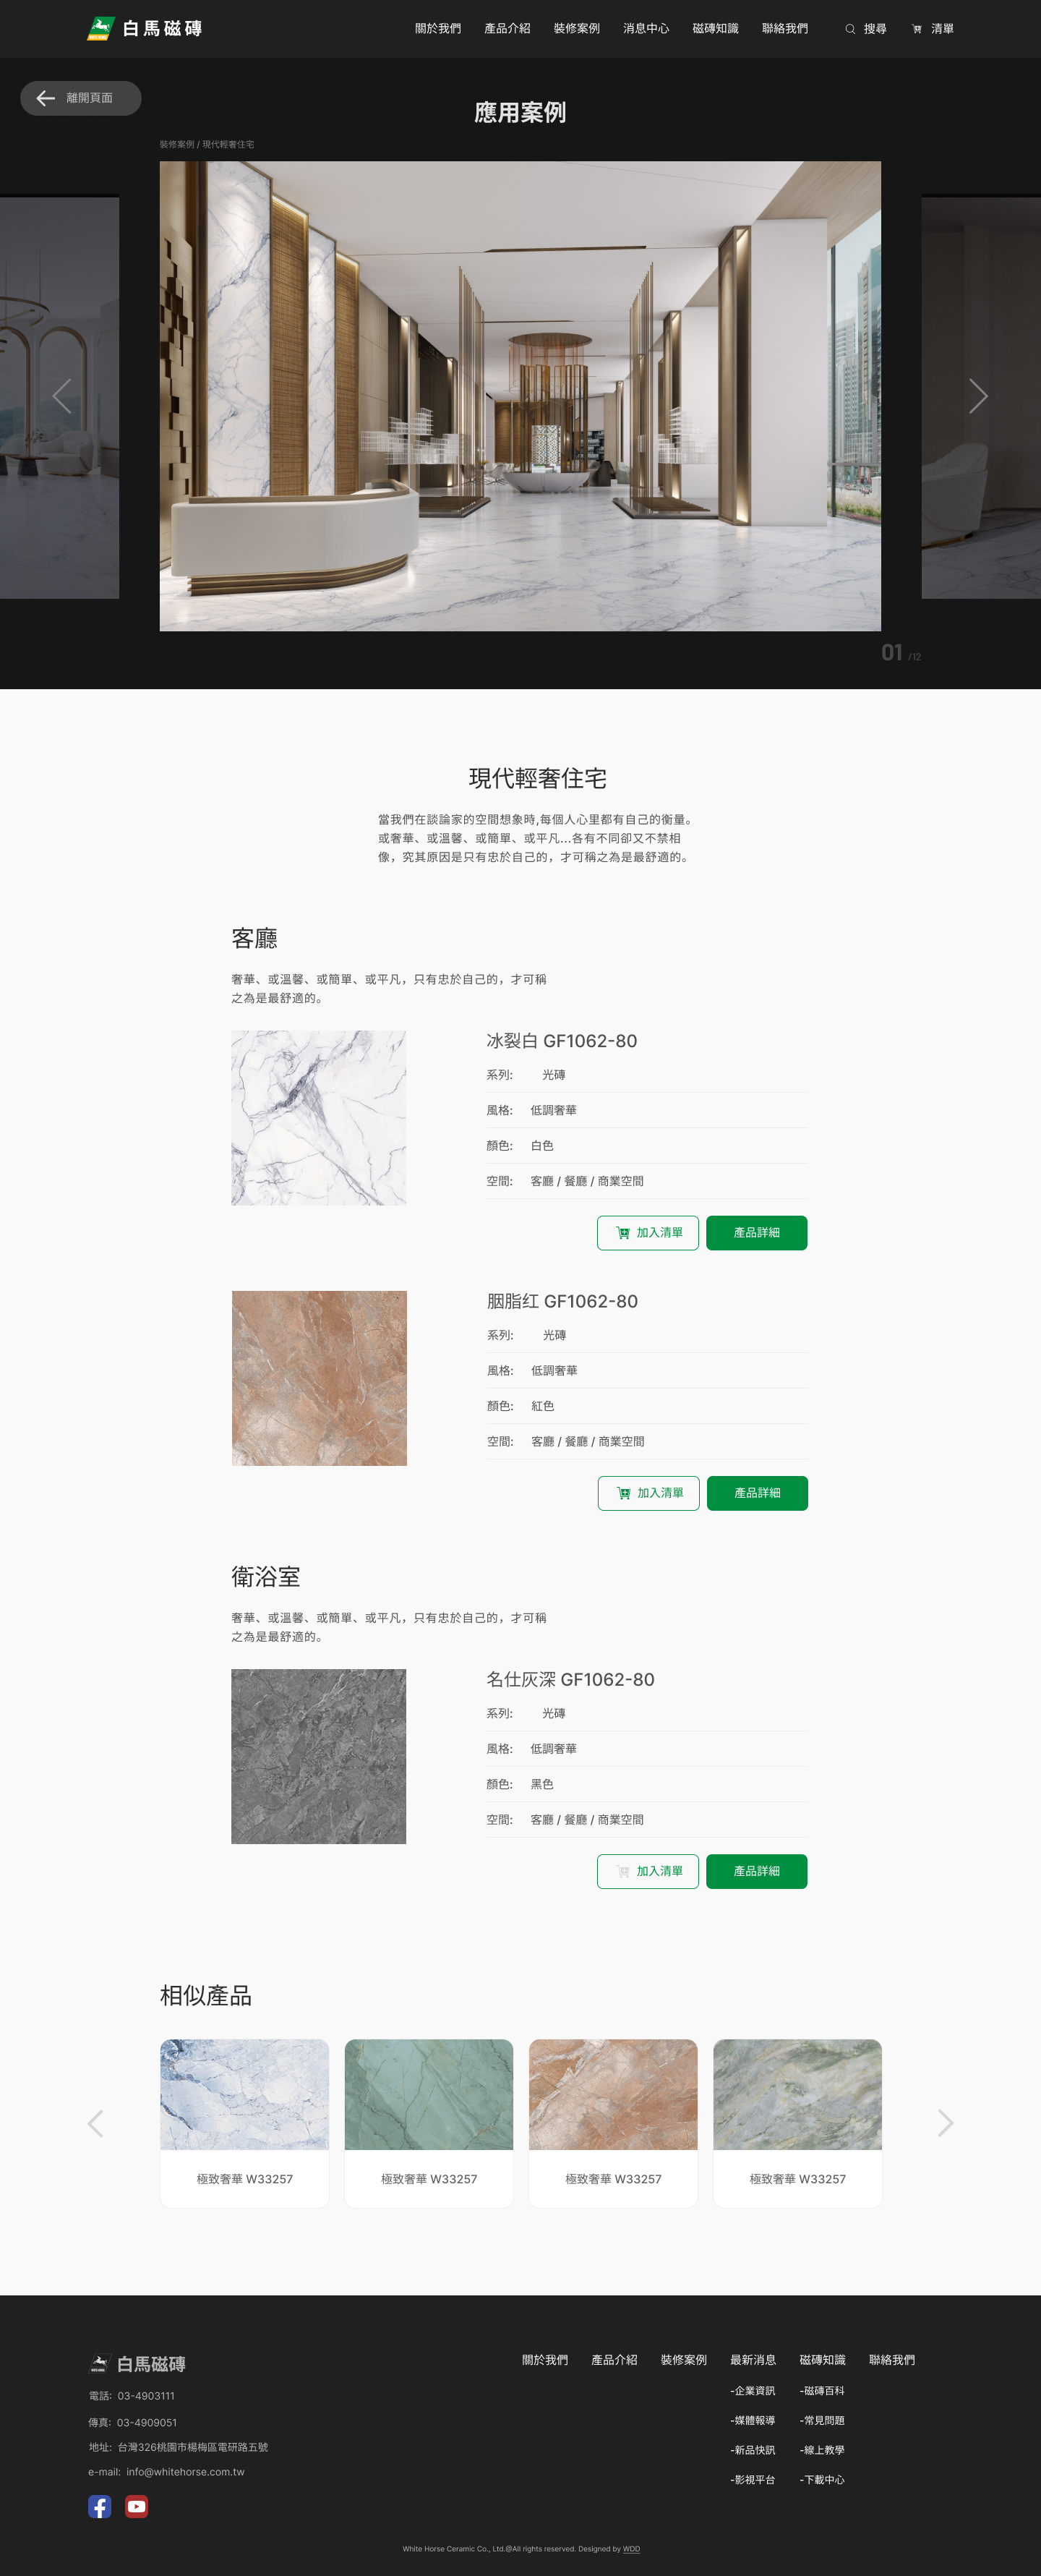 白馬磁磚
關於我們 產品介紹 裝修案例 消息中心 磁磚知識 聯絡我們 搜尋 清單
離開頁面
應用案例
裝修案例 / 現代輕奢住宅
01 /12
現代輕奢住宅
當我們在談論家的空間想象時,每個人心里都有自己的衡量。
或奢華、或溫馨、或簡單、或平凡...各有不同卻又不禁相
像，究其原因是只有忠於自己的，才可稱之為是最舒適的。
客廳
奢華、或溫馨、或簡單、或平凡，只有忠於自己的，才可稱
之為是最舒適的。
冰裂白 GF1062-80
系列: 光磚
風格: 低調奢華
顏色: 白色
空間: 客廳 / 餐廳 / 商業空間
加入清單 產品詳細
胭脂红 GF1062-80
系列: 光磚
風格: 低調奢華
顏色: 紅色
空間: 客廳 / 餐廳 / 商業空間
加入清單 產品詳細
衛浴室
奢華、或溫馨、或簡單、或平凡，只有忠於自己的，才可稱
之為是最舒適的。
名仕灰深 GF1062-80
系列: 光磚
風格: 低調奢華
顏色: 黑色
空間: 客廳 / 餐廳 / 商業空間
加入清單 產品詳細
相似產品
極致奢華 W33257 極致奢華 W33257 極致奢華 W33257 極致奢華 W33257
白馬磁磚
關於我們 產品介紹 裝修案例 最新消息 磁磚知識 聯絡我們
電話: 03-4903111
傳真: 03-4909051
地址: 台灣326桃園市楊梅區電研路五號
e-mail: info@whitehorse.com.tw
-企業資訊 -磁磚百科
-媒體報導 -常見問題
-新品快訊 -線上教學
-影視平台 -下載中心
White Horse Ceramic Co., Ltd.@All rights reserved. Designed by WDD